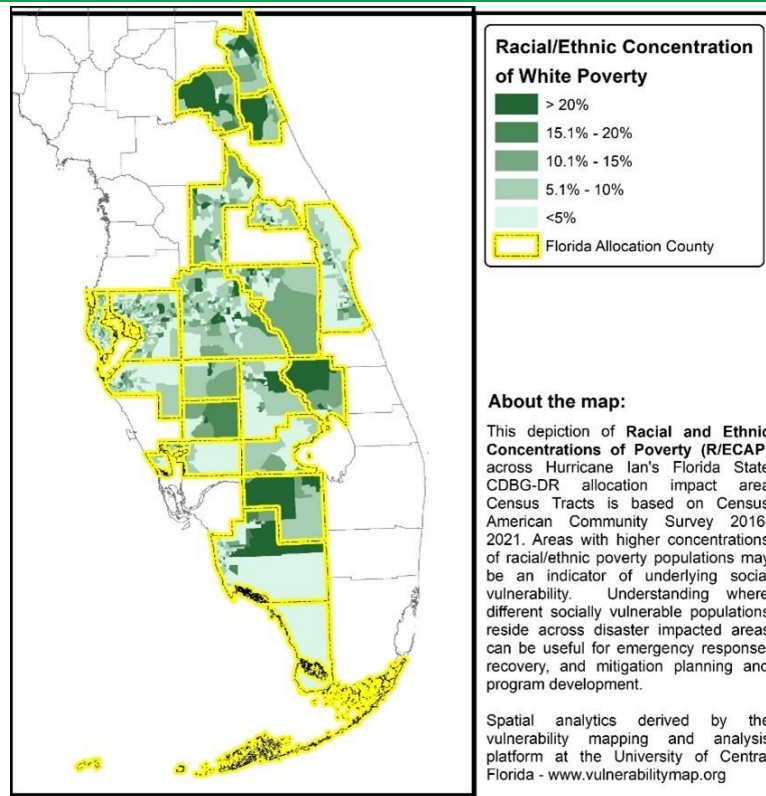 Racial/Ethnic Concentration
of White Poverty
> 20%
15.1% - 20%
10.1% - 15%
5.1% - 10%
<5%
Florida Allocation County
About the map:
This depiction of Racial and Ethnic
Concentrations of Poverty (R/ECAP)
across Hurricane Ian's Florida State
CDBG-DR allocation impact area
Census Tracts is based on Census
American Community Survey 2016-
2021. Areas with higher concentrations
of racial/ethnic poverty populations may
be an indicator of underlying social
vulnerability. Understanding where
different socially vulnerable populations
reside across disaster impacted areas
can be useful for emergency response,
recovery, and mitigation planning and
program development.
Spatial analytics derived by the
vulnerability mapping and analysis
platform at the University of Central
Florida - www.vulnerabilitymap.org